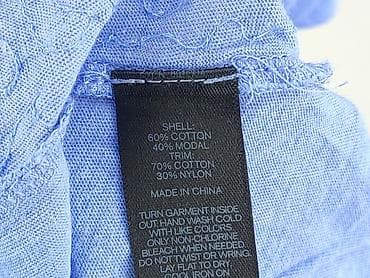 SHELL:
60% COTTON
40% MODAL
TRIM:
70% COTTON
30% NYLON
MADE IN CHINA
TURN GARMENT INSIDE
OUT HAND WASH COLD
WITH LIKE COLORS
ONLY NON-CHLORINE
BLEACH WHEN NEEDED.
DO NOT TWIST OR WRING
LAY FLAT TO DRY
COOL IRON ON